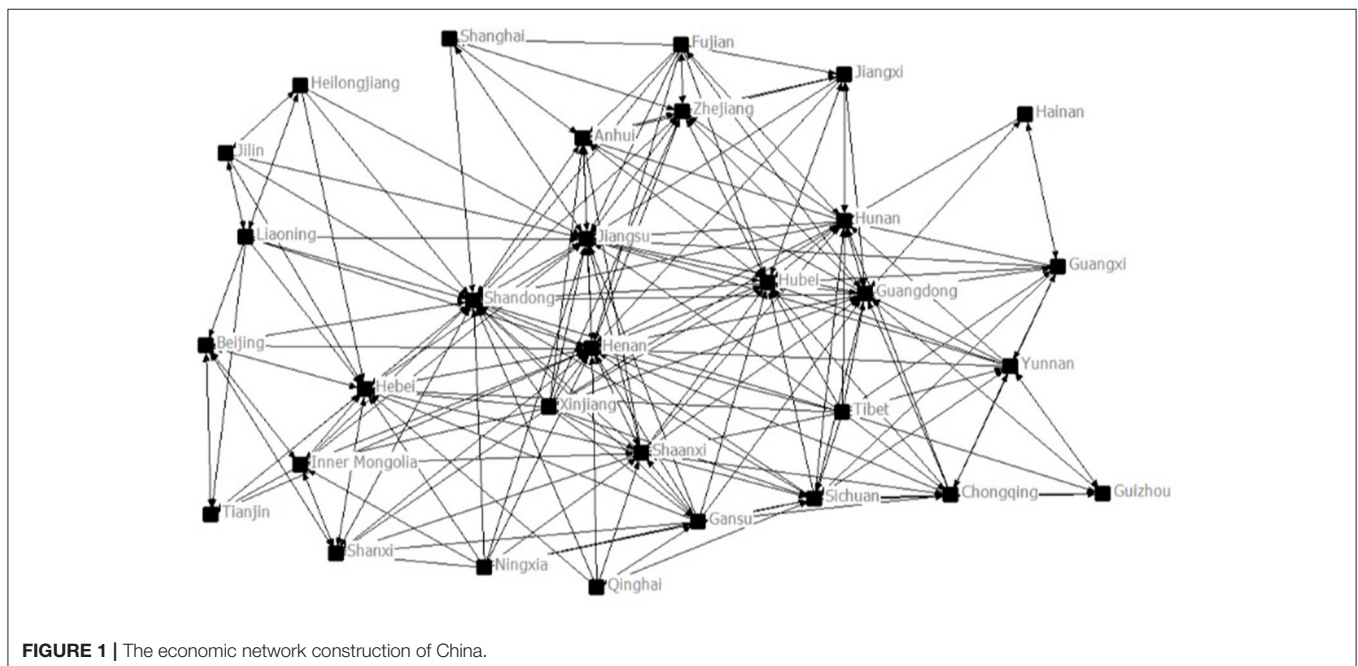 Shanghai
Fujian
Jiangxi
Heilongjiang
Zhejiang
Hainan
Anhui
Jilin
Hunan
Liaoning
Jiangsu
Guangxi
Hubei
Guangdong
Shandong
Beijing
Henan
Yunnan
Hebei
Xinjiang
Tibet
Shaanxi
Inner Mongolia
Sichuan
Chongqing
Guizhou
Tianjin
Gansu
Shanxi
Ningxia
Qinghai
FIGURE 1 | The economic network construction of China.